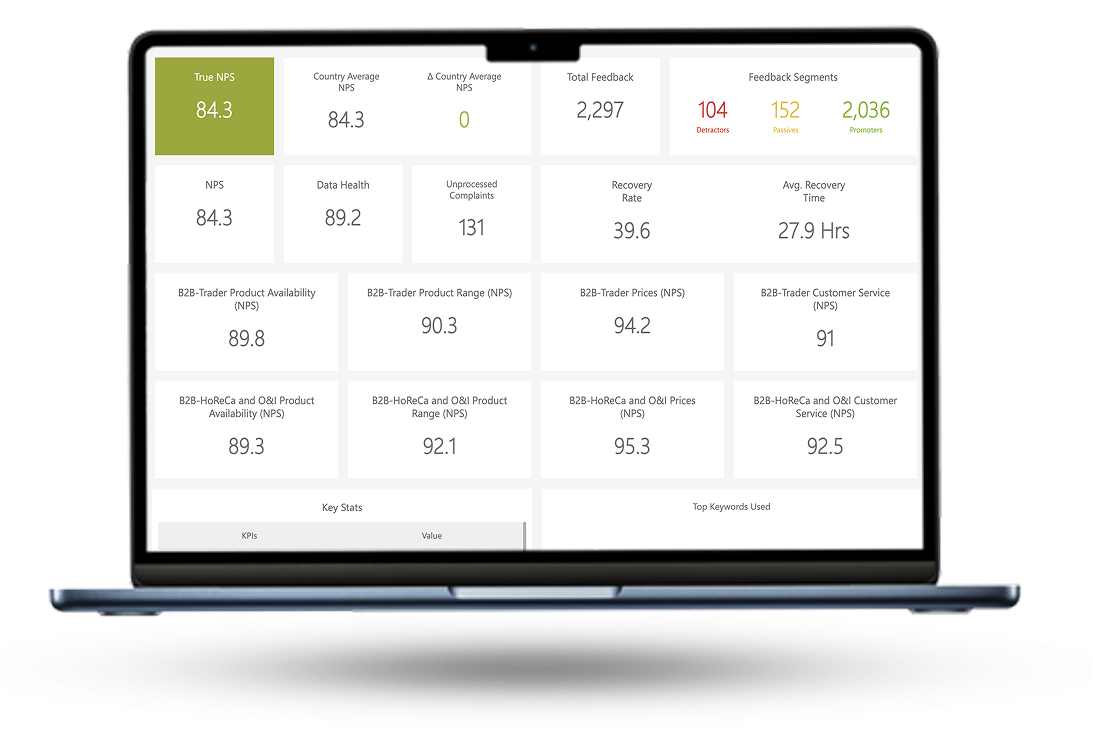 True NPS
84.3
Country Average
NPS
84.3
Δ Country Average
NPS
0
Total Feedback
2,297
Feedback Segments
104
Detractors
152
Passives
2,036
Promoters
NPS
84.3
Data Health
89.2
Unprocessed
Complaints
131
Recovery
Rate
39.6
Avg. Recovery
Time
27.9 Hrs
B2B-Trader Product Availability
(NPS)
89.8
B2B-Trader Product Range (NPS)
90.3
B2B-Trader Prices (NPS)
94.2
B2B-Trader Customer Service
(NPS)
91
B2B-HoReCa and O&I Product
Availability (NPS)
89.3
B2B-HoReCa and O&I Product
Range (NPS)
92.1
B2B-HoReCa and O&I Prices
(NPS)
95.3
B2B-HoReCa and O&I Customer
Service (NPS)
92.5
Key Stats
KPIs
Value
Top Keywords Used